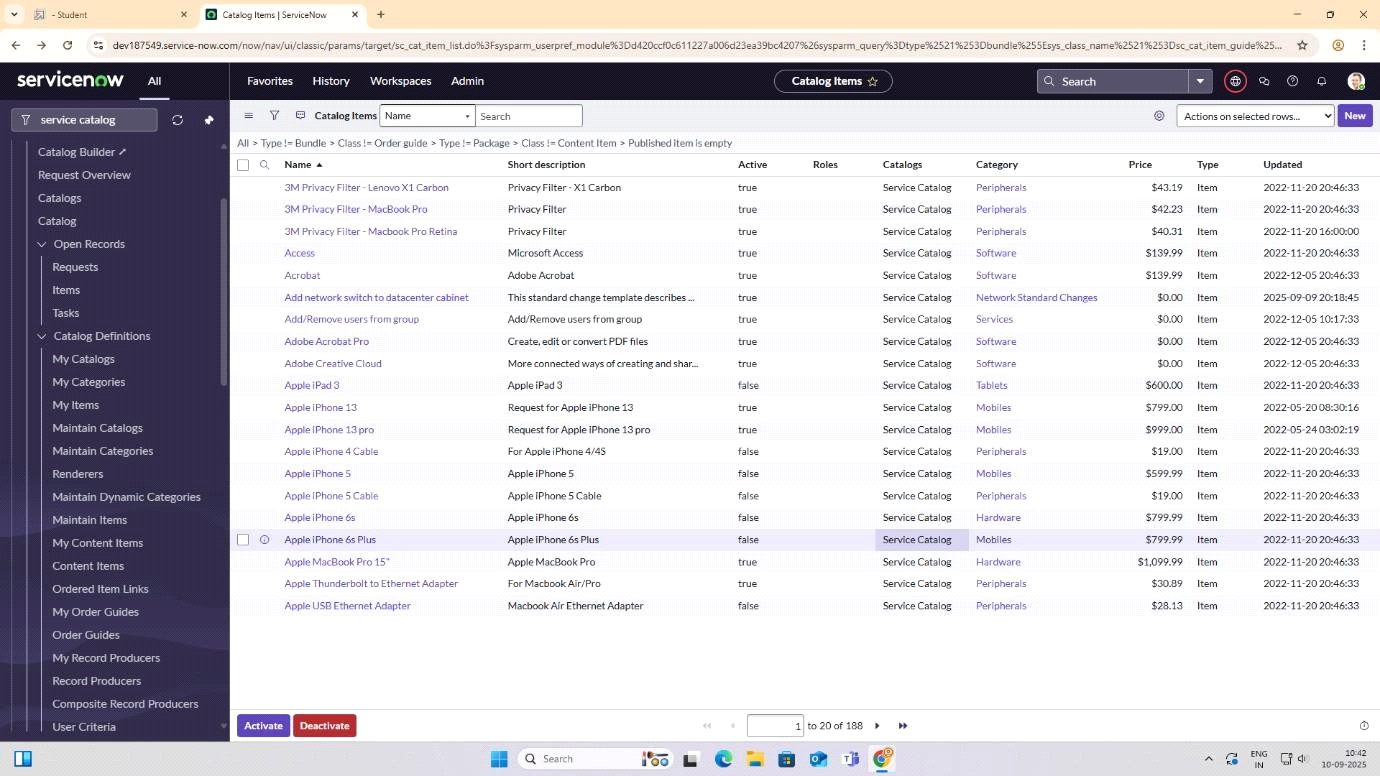 - Student
Catalog Items | ServiceNow
dev187549.service-now.com/now/nav/ui/classic/params/target/sc_cat_item_list.do%3Fsysparm_userpref_module%3Dd420ccf0c611227a006d23ea39bc4207%26sysparm_query%3Dtype%2521%253Dbundle%255Esys_class_name%2521%253Dsc_cat_item_guide%25...
servicenow
All
Favorites
History
Workspaces
Admin
Catalog Items
Search
service catalog
Catalog Items
Name
Search
Actions on selected rows...
New
All > Type != Bundle > Class != Order guide > Type != Package > Class != Content Item > Published item is empty
Catalog Builder
Request Overview
Catalogs
Catalog
Open Records
Requests
Items
Tasks
Catalog Definitions
My Catalogs
My Categories
My Items
Maintain Catalogs
Maintain Categories
Renderers
Maintain Dynamic Categories
Maintain Items
My Content Items
Content Items
Ordered Item Links
My Order Guides
Order Guides
My Record Producers
Record Producers
Composite Record Producers
User Criteria
Name Short description Active Roles Catalogs Category Price Type Updated
3M Privacy Filter - Lenovo X1 Carbon Privacy Filter - X1 Carbon true Service Catalog Peripherals $43.19 Item 2022-11-20 20:46:33
3M Privacy Filter - MacBook Pro Privacy Filter true Service Catalog Peripherals $42.23 Item 2022-11-20 20:46:33
3M Privacy Filter - Macbook Pro Retina Privacy Filter true Service Catalog Peripherals $40.31 Item 2022-11-20 16:00:00
Access Microsoft Access true Service Catalog Software $139.99 Item 2022-11-20 20:46:33
Acrobat Adobe Acrobat true Service Catalog Software $139.99 Item 2022-12-05 20:46:33
Add network switch to datacenter cabinet This standard change template describes ... true Service Catalog Network Standard Changes $0.00 Item 2025-09-09 20:18:45
Add/Remove users from group Add/Remove users from group true Service Catalog Services $0.00 Item 2022-12-05 10:17:33
Adobe Acrobat Pro Create, edit or convert PDF files true Service Catalog Software $0.00 Item 2022-12-05 20:46:33
Adobe Creative Cloud More connected ways of creating and shar... true Service Catalog Software $0.00 Item 2022-12-05 20:46:33
Apple iPad 3 Apple iPad 3 false Service Catalog Tablets $600.00 Item 2022-11-20 20:46:33
Apple iPhone 13 Request for Apple iPhone 13 true Service Catalog Mobiles $799.00 Item 2022-05-20 08:30:16
Apple iPhone 13 pro Request for Apple iPhone 13 pro true Service Catalog Mobiles $999.00 Item 2022-05-24 03:02:19
Apple iPhone 4 Cable For Apple iPhone 4/4S false Service Catalog Peripherals $19.00 Item 2022-11-20 20:46:33
Apple iPhone 5 Apple iPhone 5 false Service Catalog Mobiles $599.99 Item 2022-11-20 20:46:33
Apple iPhone 5 Cable Apple iPhone 5 Cable false Service Catalog Peripherals $19.00 Item 2022-11-20 20:46:33
Apple iPhone 6s Apple iPhone 6s false Service Catalog Hardware $799.99 Item 2022-11-20 20:46:33
Apple iPhone 6s Plus Apple iPhone 6s Plus false Service Catalog Mobiles $799.99 Item 2022-11-20 20:46:33
Apple MacBook Pro 15" Apple MacBook Pro true Service Catalog Hardware $1,099.99 Item 2022-11-20 20:46:33
Apple Thunderbolt to Ethernet Adapter For Macbook Air/Pro true Service Catalog Peripherals $30.89 Item 2022-11-20 20:46:33
Apple USB Ethernet Adapter Macbook Air Ethernet Adapter false Service Catalog Peripherals $28.13 Item 2022-11-20 20:46:33
Activate
Deactivate
1 to 20 of 188
Search
ENG
IN
10:42
10-09-2025